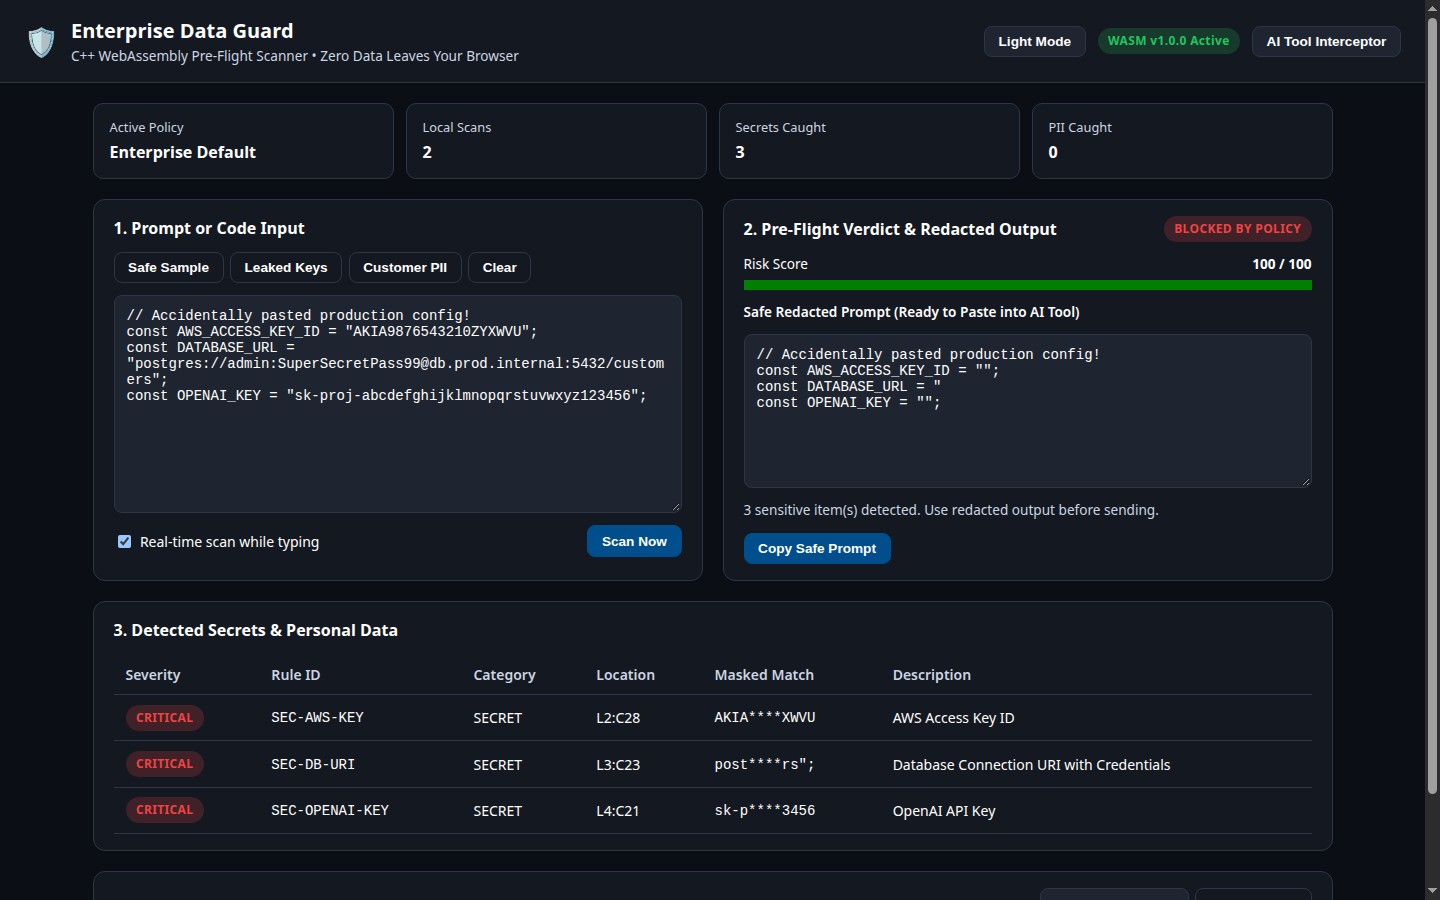 Enterprise Data Guard
C++ WebAssembly Pre-Flight Scanner • Zero Data Leaves Your Browser
Light Mode
WASM v1.0.0 Active
AI Tool Interceptor
Active Policy
Enterprise Default
Local Scans
2
Secrets Caught
3
PII Caught
0
1. Prompt or Code Input
Safe Sample
Leaked Keys
Customer PII
Clear
// Accidentally pasted production config!
const AWS_ACCESS_KEY_ID = "AKIA9876543210ZYXWVU";
const DATABASE_URL =
"postgres://admin:SuperSecretPass99@db.prod.internal:5432/custom
ers";
const OPENAI_KEY = "sk-proj-abcdefghijklmnopqrstuvwxyz123456";
Real-time scan while typing
Scan Now
2. Pre-Flight Verdict & Redacted Output
BLOCKED BY POLICY
Risk Score
100 / 100
Safe Redacted Prompt (Ready to Paste into AI Tool)
// Accidentally pasted production config!
const AWS_ACCESS_KEY_ID = "";
const DATABASE_URL = "
const OPENAI_KEY = "";
3 sensitive item(s) detected. Use redacted output before sending.
Copy Safe Prompt
3. Detected Secrets & Personal Data
Severity Rule ID Category Location Masked Match Description
CRITICAL SEC-AWS-KEY SECRET L2:C28 AKIA****XWVU AWS Access Key ID
CRITICAL SEC-DB-URI SECRET L3:C23 post****rs"; Database Connection URI with Credentials
CRITICAL SEC-OPENAI-KEY SECRET L4:C21 sk-p****3456 OpenAI API Key